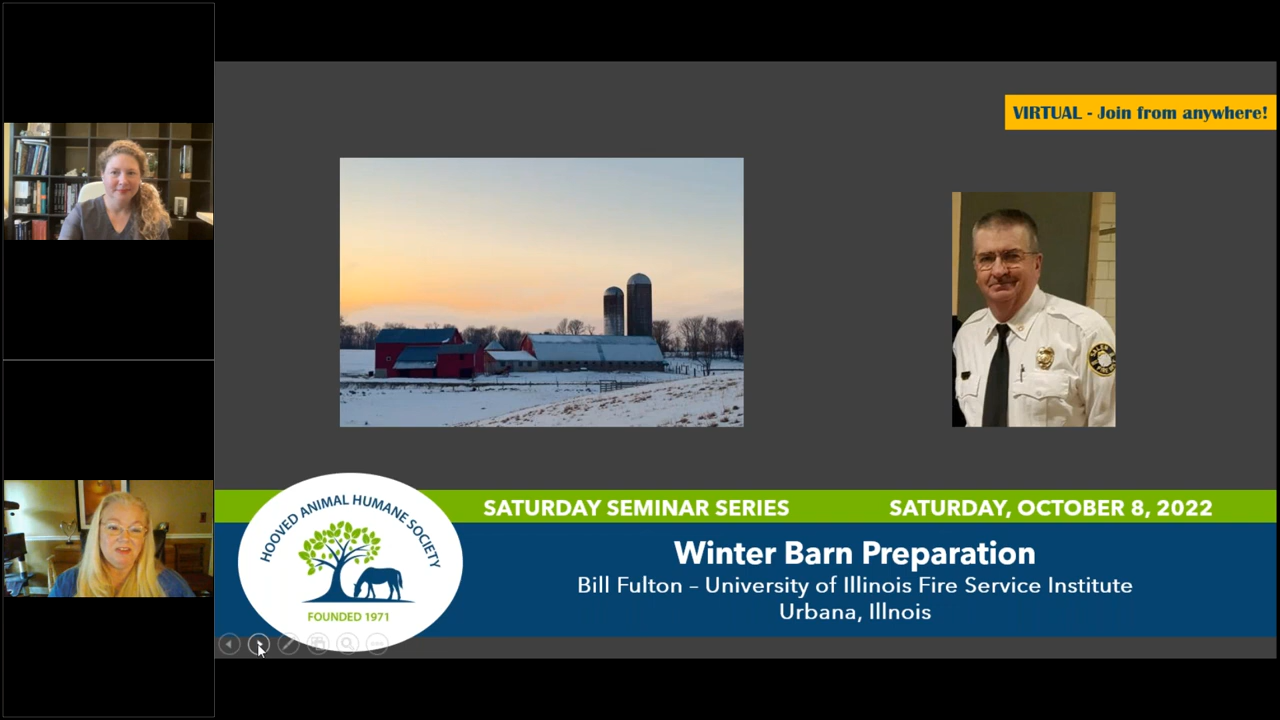 VIRTUAL - Join from anywhere!
HOOVED ANIMAL HUMANE SOCIETY
FOUNDED 1971
SATURDAY SEMINAR SERIES
SATURDAY, OCTOBER 8, 2022
Winter Barn Preparation
Bill Fulton – University of Illinois Fire Service Institute
Urbana, Illnois